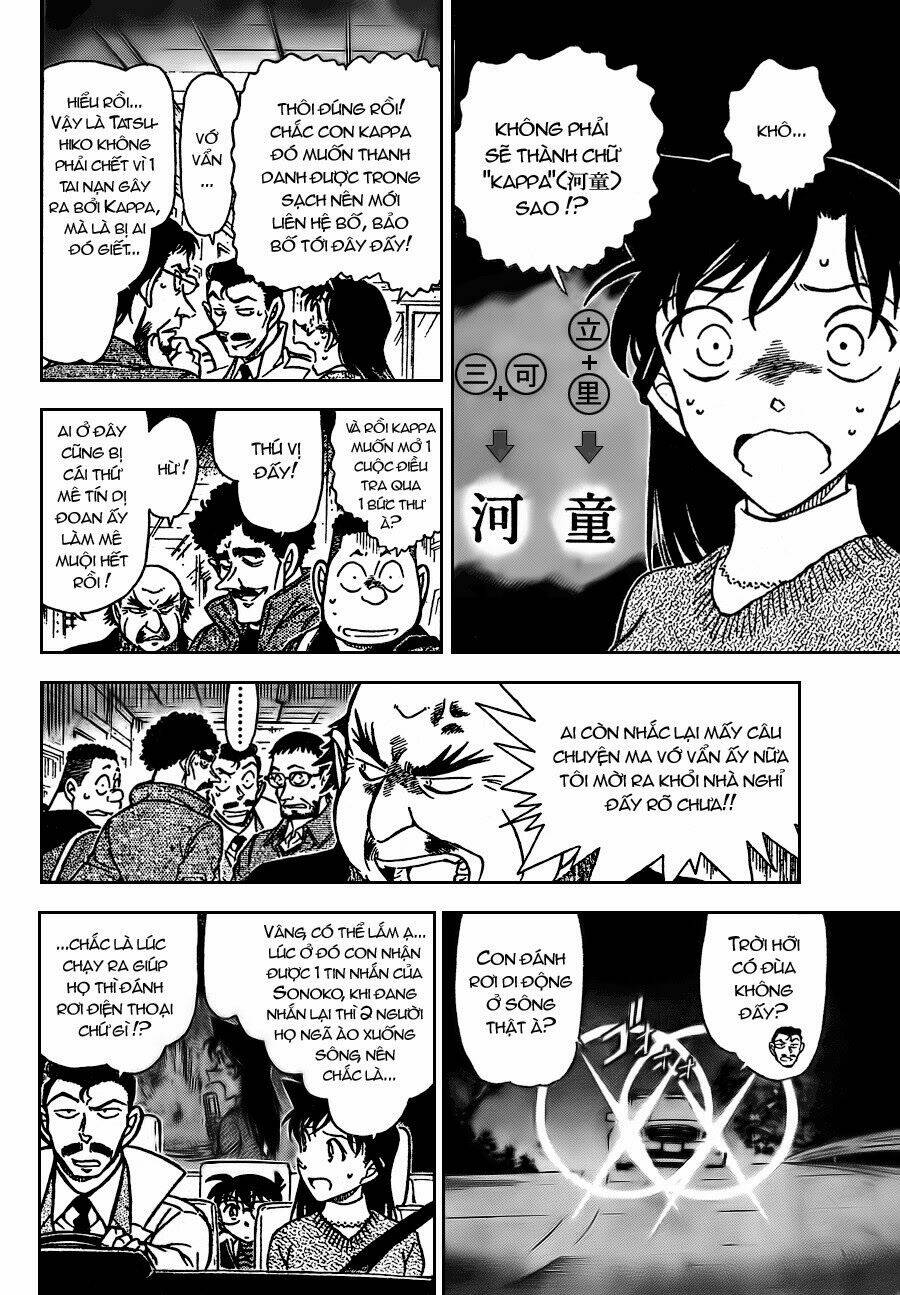 HIỂU RỒI...
VẬY LÀ TATSU-
HIKO KHÔNG
PHẢI CHẾT VÌ 1
TAI NẠN GÂY
RA BỞI KAPPA,
MÀ LÀ BỊ AI
ĐÓ GIẾT...
VỚ
VẨN
...
THÔI ĐÚNG RỒI!
CHẮC CON KAPPA
ĐÓ MUỐN THANH
DANH ĐƯỢC TRONG
SẠCH NÊN MỚI
LIÊN HỆ BỐ, BẢO
BỐ TỚI ĐÂY ĐẤY!
KHÔNG PHẢI
SẼ THÀNH CHỮ
"KAPPA"(河童)
SAO !?
KHÔ...
三+可
河
立
+
里
童
AI Ở ĐÂY
CŨNG BỊ
CÁI THỨ
MÊ TÍN DỊ
ĐOAN ẤY
LÀM MÊ
MUỘI HẾT
RỒI !
HỪ !
THÚ VỊ
ĐẤY!
VÀ RỒI KAPPA
MUỐN MỞ 1
CUỘC ĐIỀU
TRA QUA
1 BỨC THƯ
À?
.........
AI CÒN NHẮC LẠI MẤY CÂU
CHUYỆN MA VỚ VẨN ẤY NỮA
TÔI MỜI RA KHỎI NHÀ NGHỈ
ĐẤY RÕ CHƯA!!
...CHẮC LÀ LÚC
CHẠY RA GIÚP
HỌ THÌ ĐÁNH
RƠI ĐIỆN THOẠI
CHỨ GÌ !?
VÂNG, CÓ THỂ LẮM Ạ...
LÚC Ở ĐÓ CON NHẬN
ĐƯỢC 1 TIN NHẮN CỦA
SONOKO, KHI ĐANG
NHẮN LẠI THÌ 2 NGƯỜI
HỌ NGÃ ÀO XUỐNG
SÔNG, NÊN
CHẮC LÀ...
CON ĐÁNH
RƠI DI ĐỘNG
Ở SÔNG
THẬT À?
TRỜI HỠI
CÓ ĐÙA
KHÔNG
ĐẤY?
ゴオオ